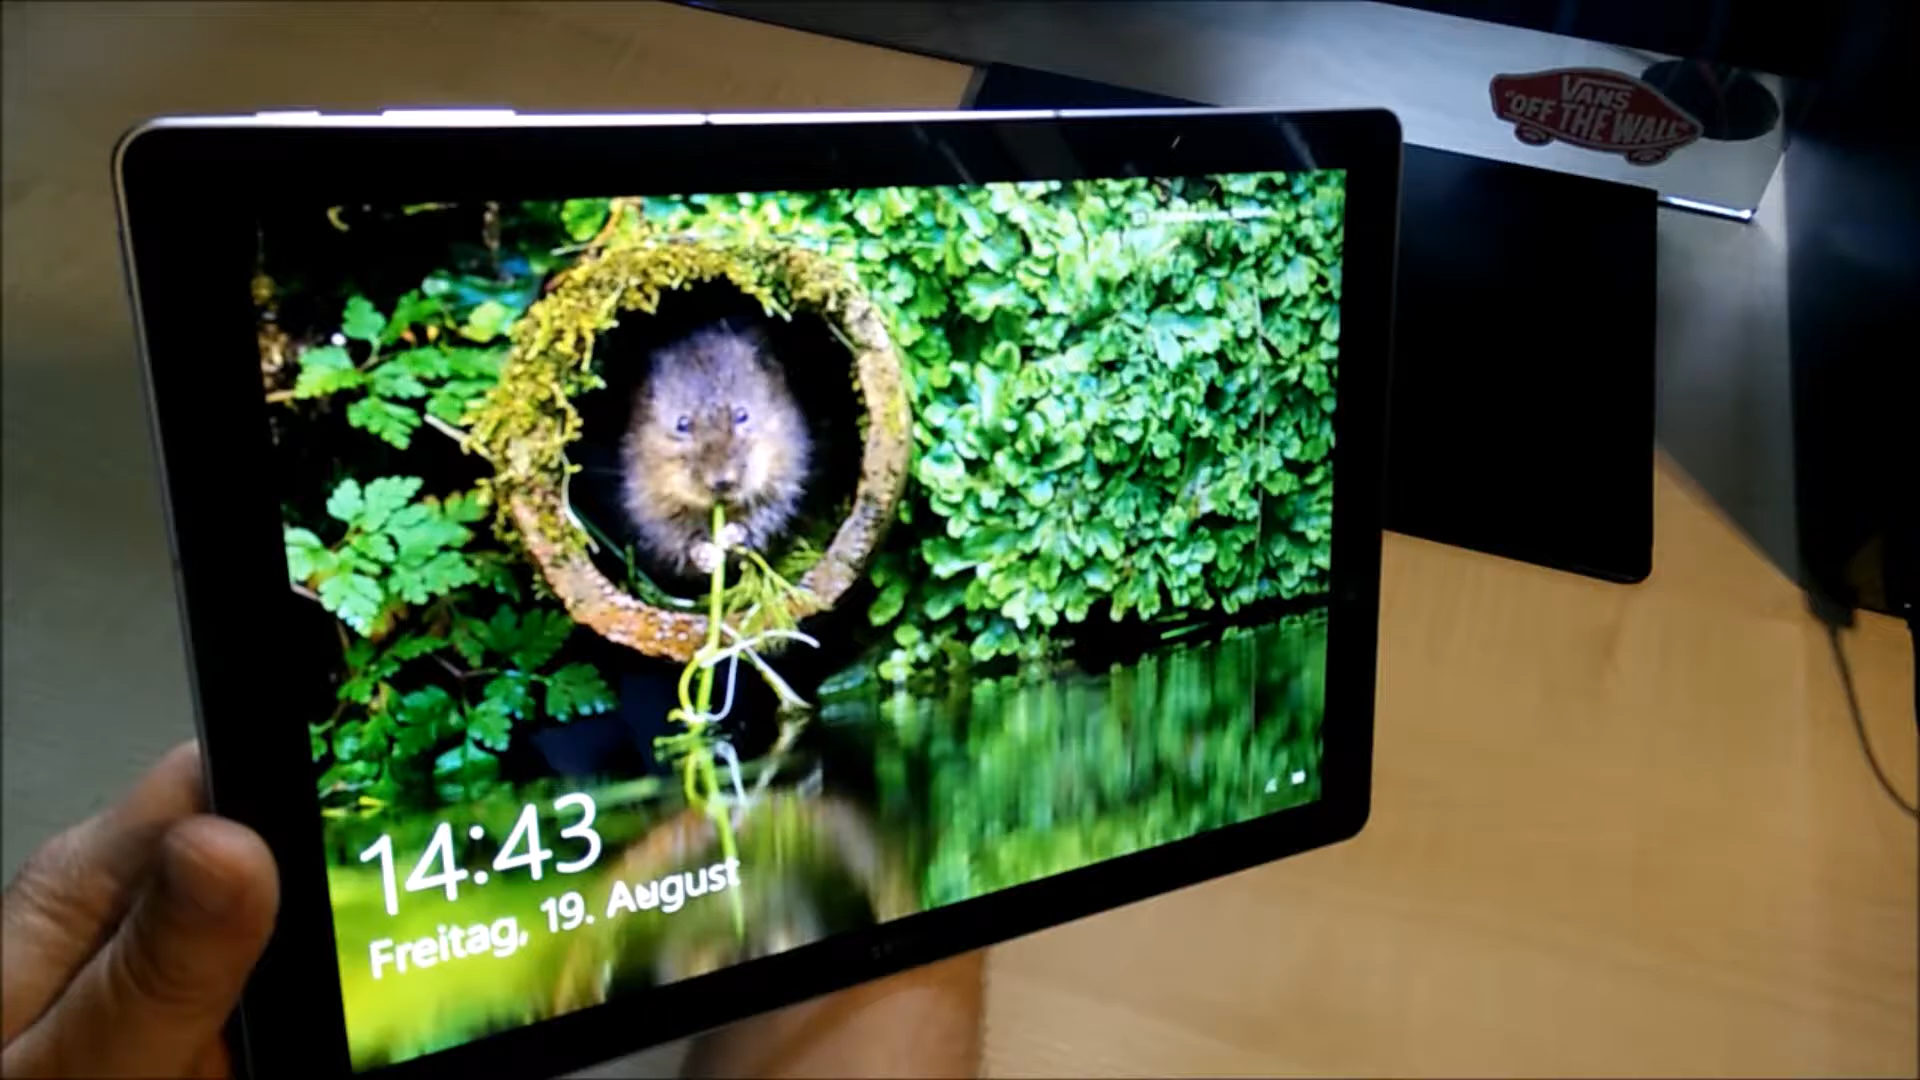 VANS
"OFF THE WALL"
14:43
Freitag, 19. August